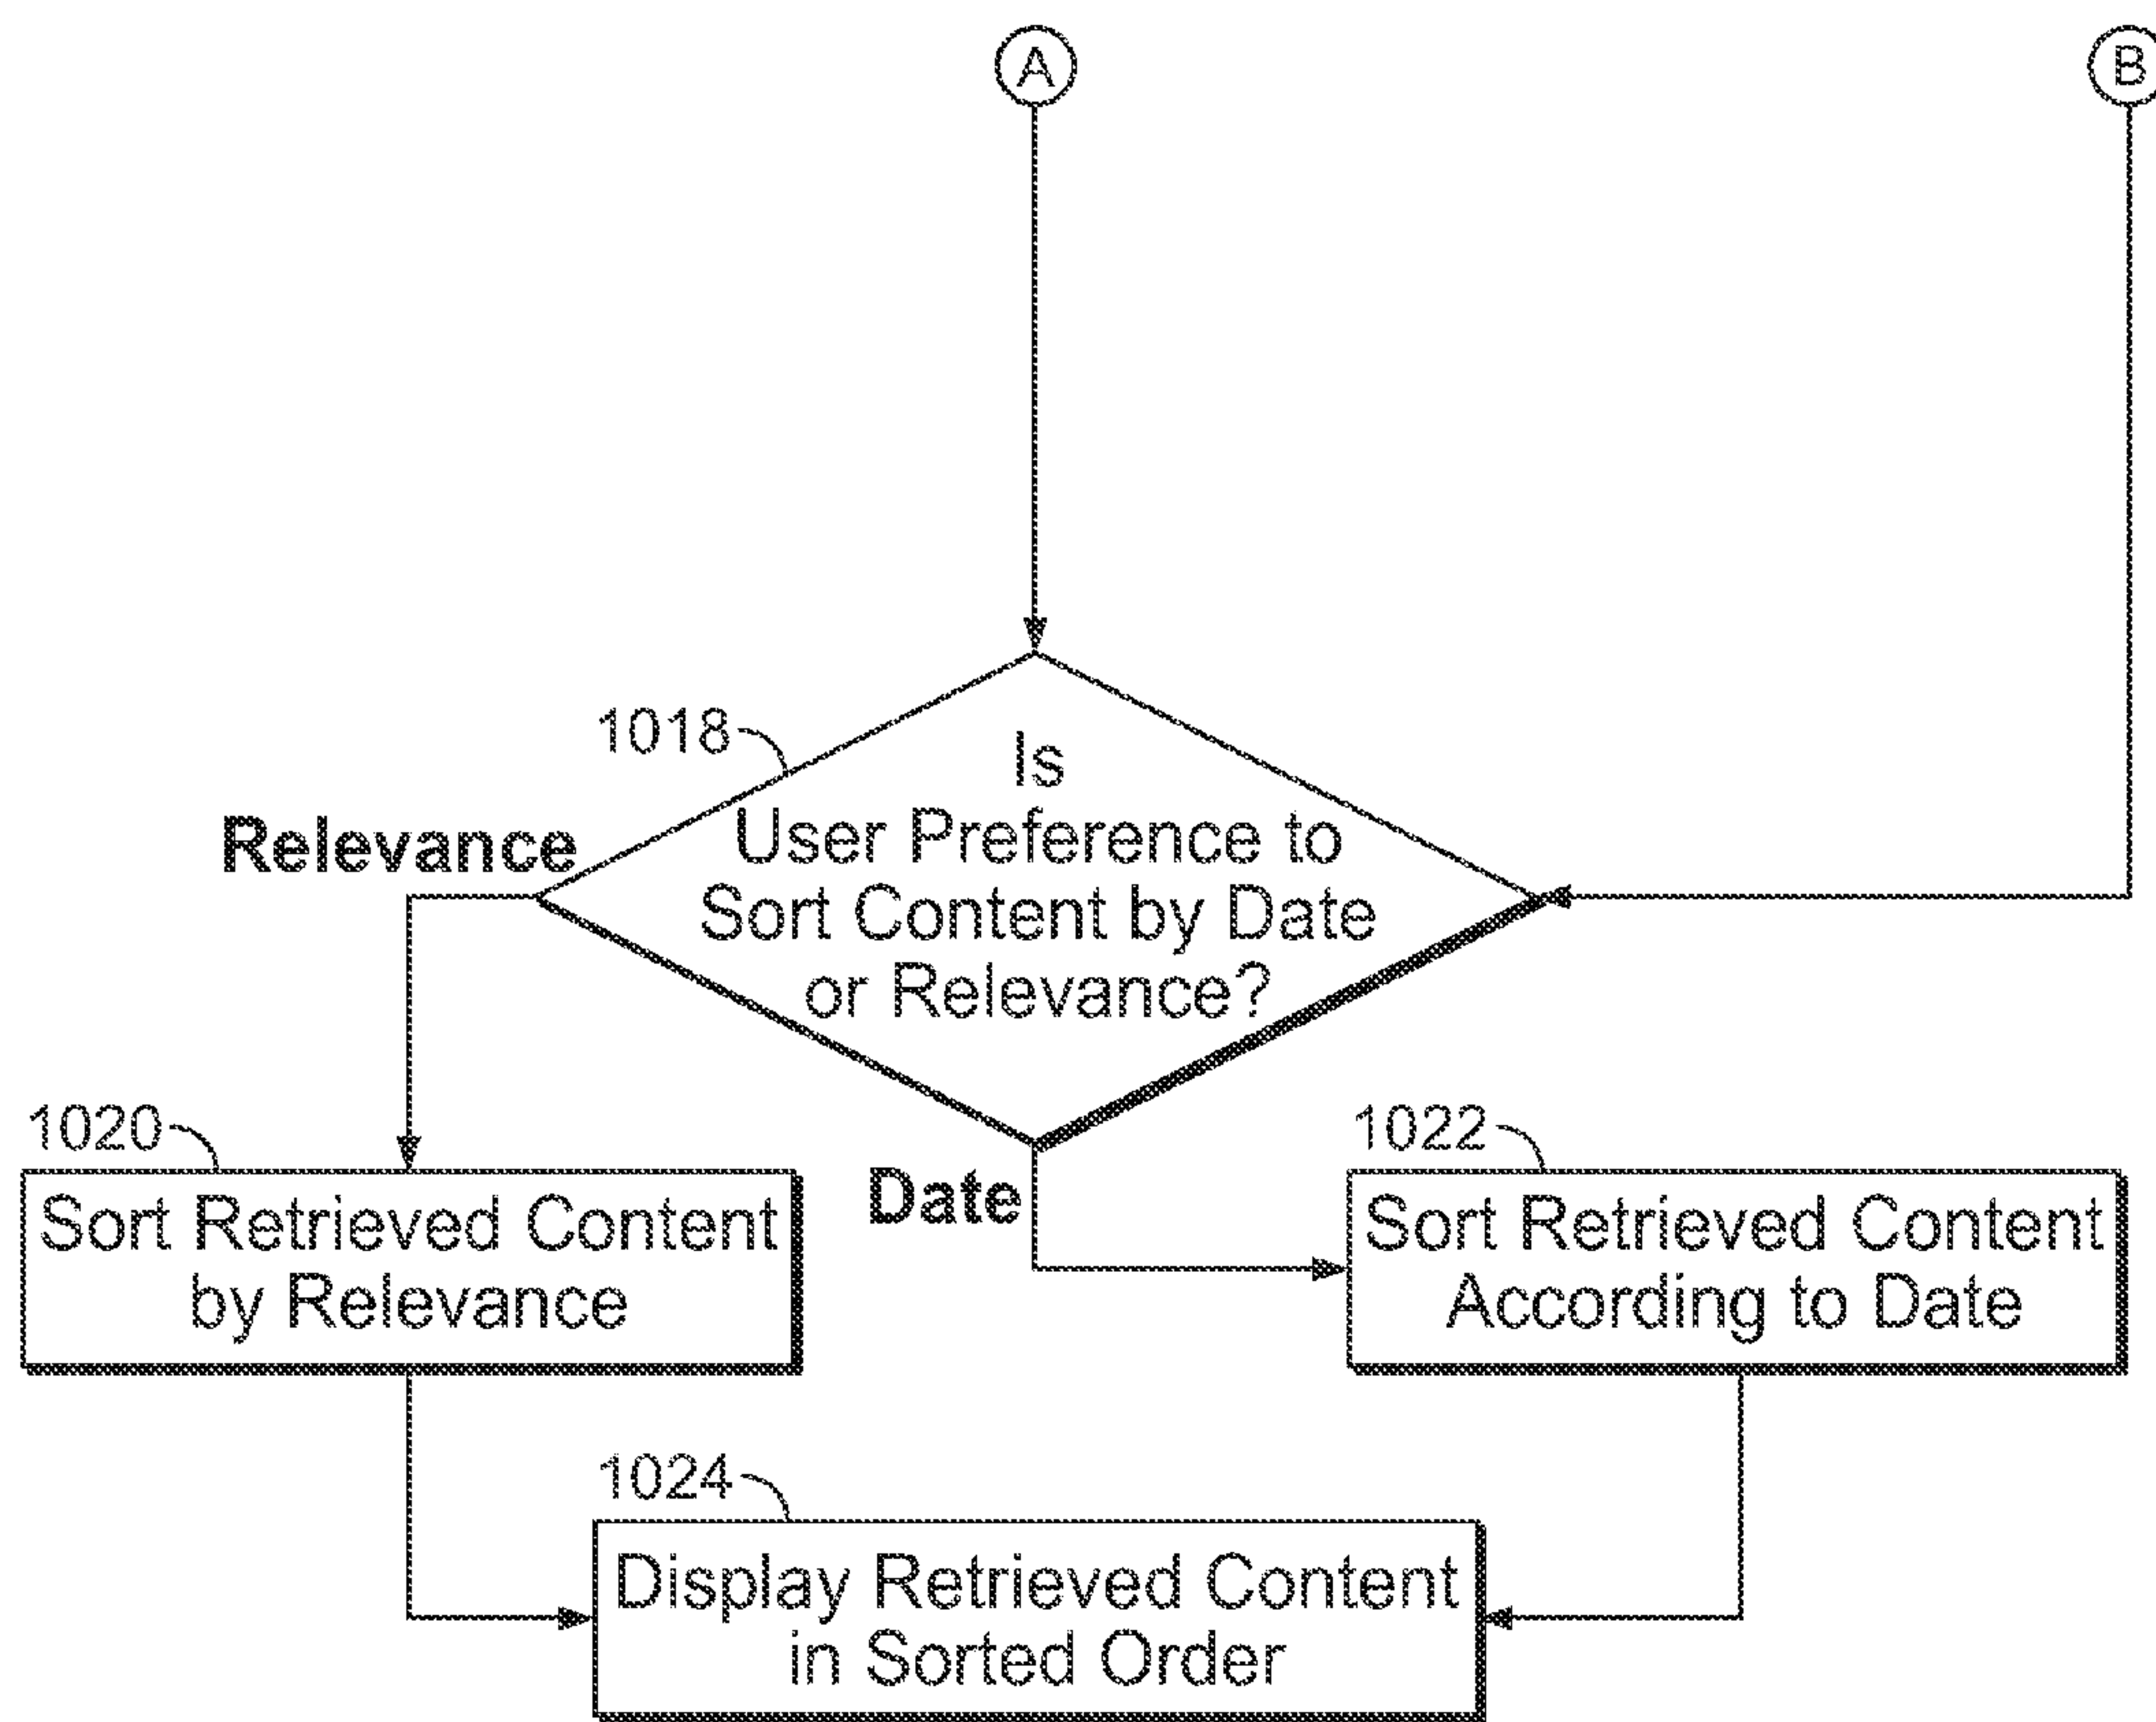 A
B
1018
Is
User Preference to
Sort Content by Date
or Relevance?
Relevance
Date
1020
Sort Retrieved Content
by Relevance
1022
Sort Retrieved Content
According to Date
1024
Display Retrieved Content
in Sorted Order